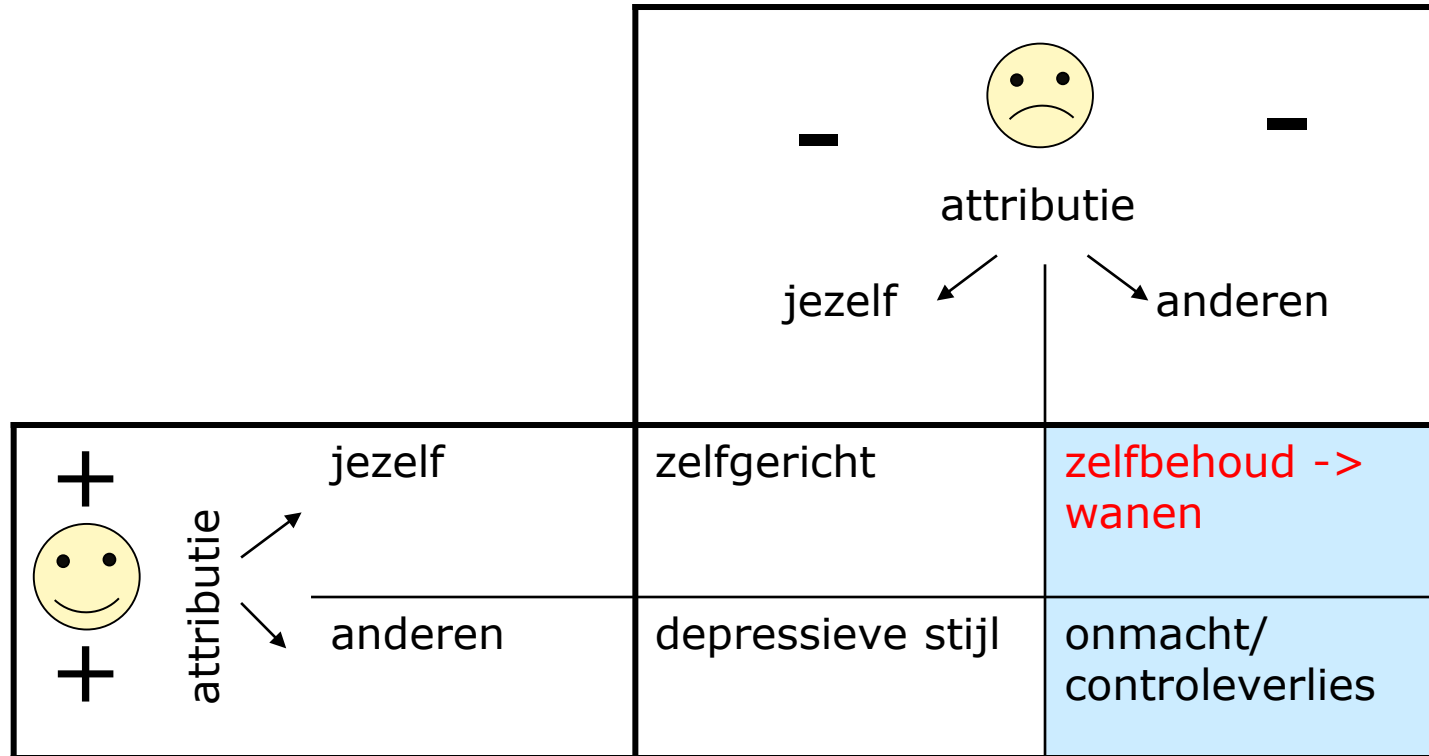 - -
attributie
jezelf anderen
+ jezelf zelfgericht zelfbehoud ->
wanen
attributie
+ anderen depressieve stijl onmacht/
controleverlies